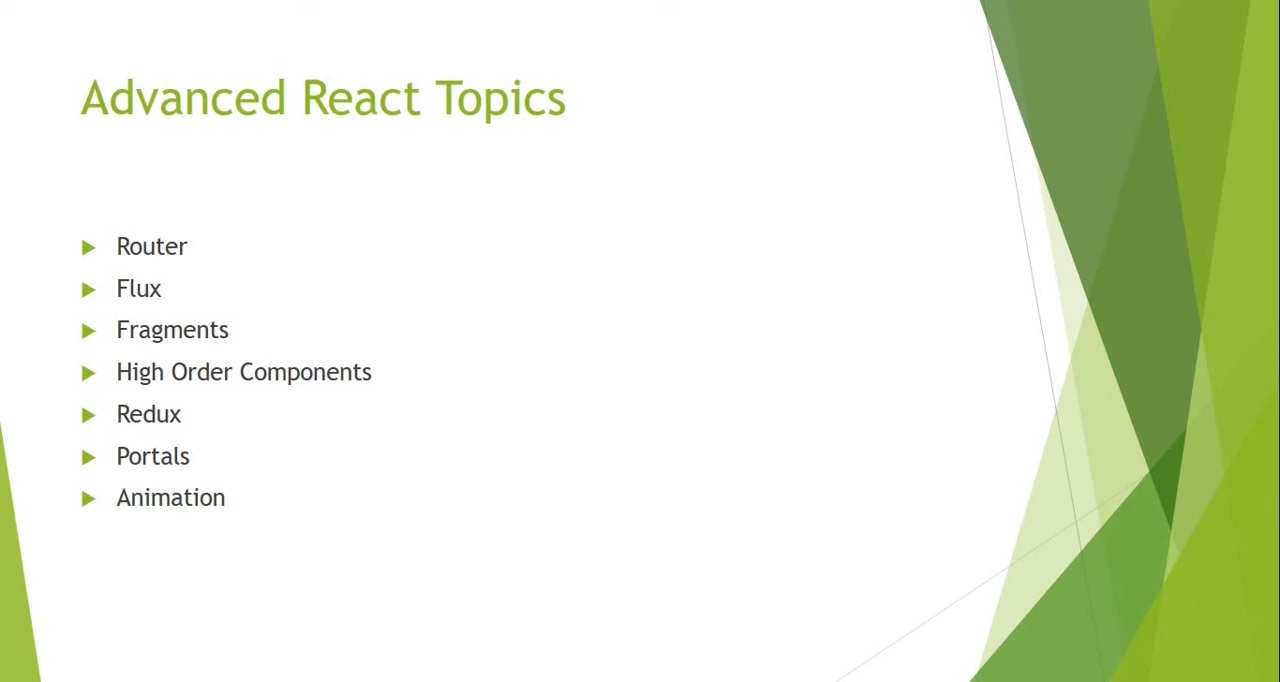 Advanced React Topics
Router
Flux
Fragments
High Order Components
Redux
Portals
Animation